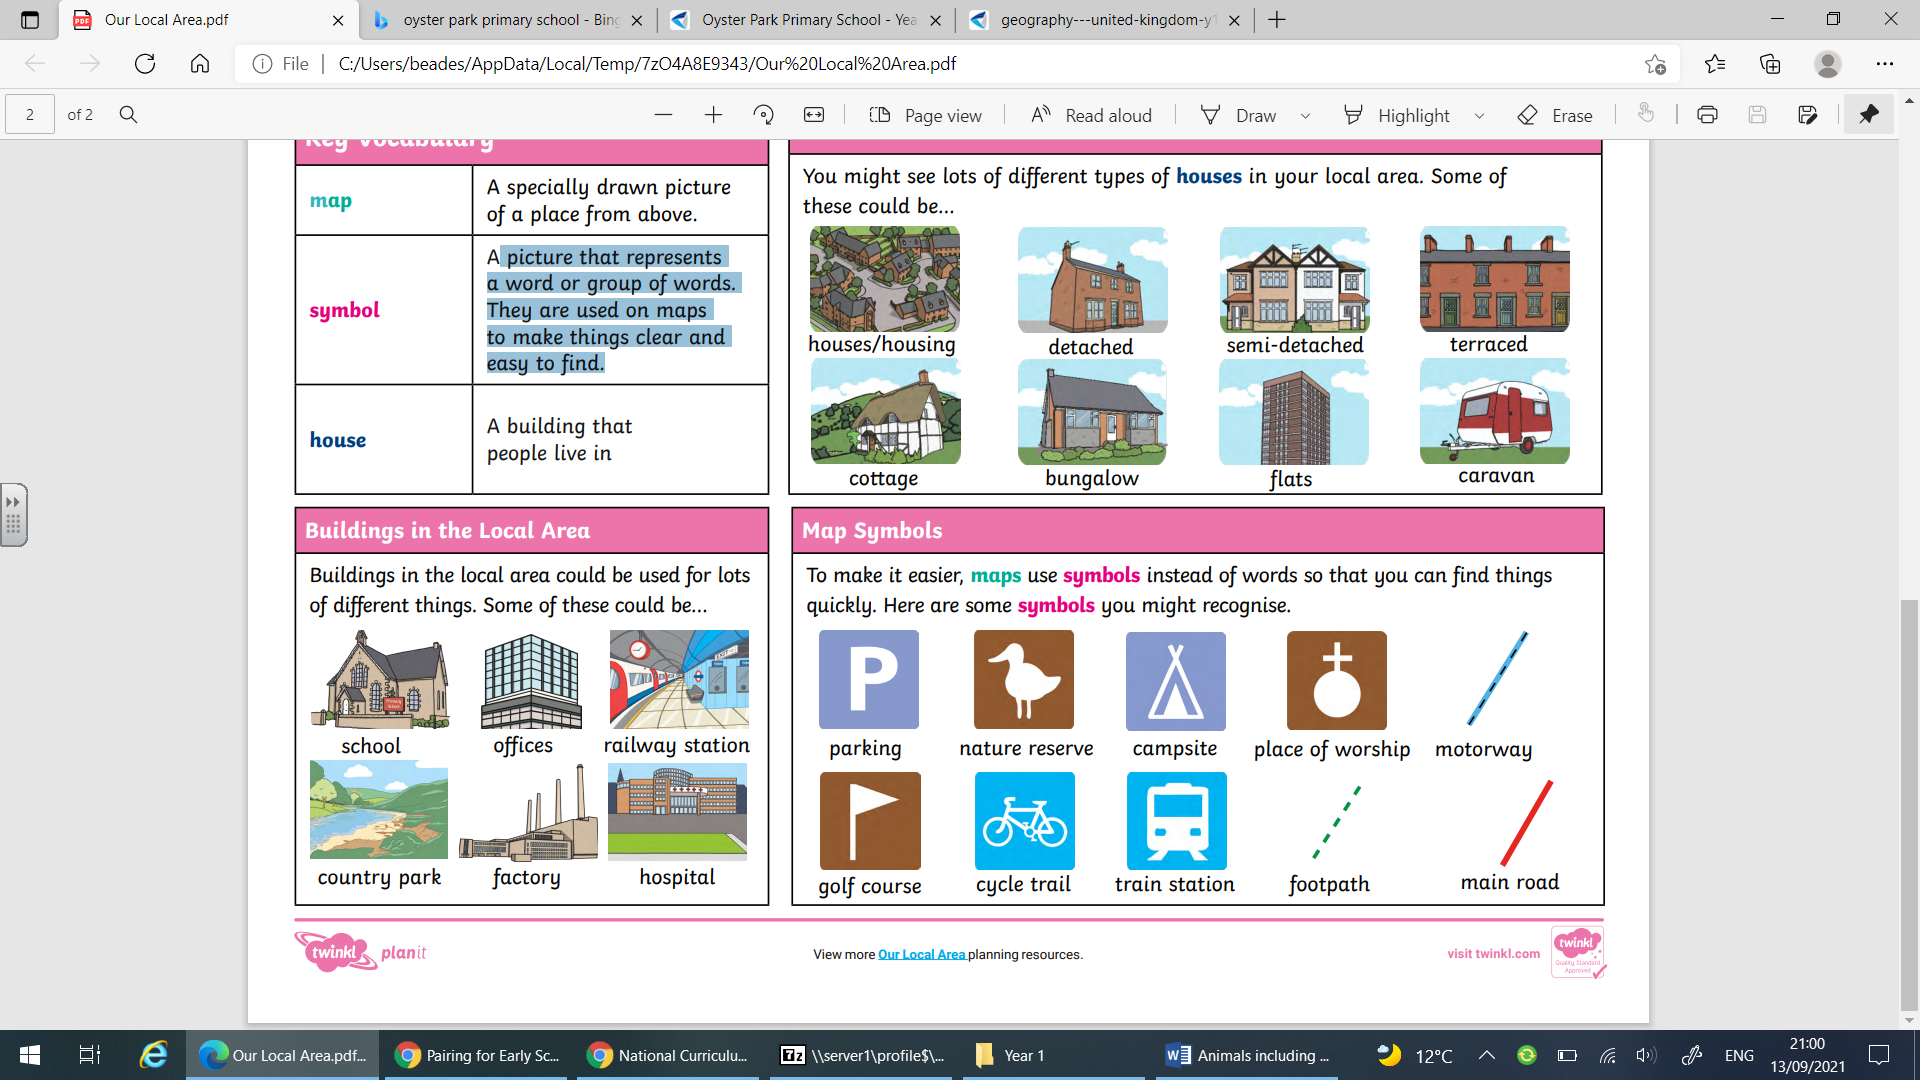 Our Local Area.pdf
oyster park primary school - Bing
Oyster Park Primary School - Yea
geography---united-kingdom-y1
File
C:/Users/beades/AppData/Local/Temp/7zO4A8E9343/Our%20Local%20Area.pdf
2 of 2
Page view
Read aloud
Draw
Highlight
Erase
Key Vocabulary
map
A specially drawn picture
of a place from above.
symbol
A picture that represents
a word or group of words.
They are used on maps
to make things clear and
easy to find.
house
A building that
people live in
You might see lots of different types of houses in your local area. Some of
these could be...
houses/housing
detached
semi-detached
terraced
cottage
bungalow
flats
caravan
Buildings in the Local Area
Buildings in the local area could be used for lots
of different things. Some of these could be...
school
offices
railway station
country park
factory
hospital
Map Symbols
To make it easier, maps use symbols instead of words so that you can find things
quickly. Here are some symbols you might recognise.
P
parking
nature reserve
campsite
place of worship
motorway
golf course
cycle trail
train station
footpath
main road
twinkl planit
View more Our Local Area planning resources.
visit twinkl.com
twinkl
Quality Standard
Approved
Our Local Area.pdf...
Pairing for Early Sc...
National Curriculu...
7z
\\server1\profile$\...
Year 1
Animals including ...
12°C
ENG
21:00
13/09/2021